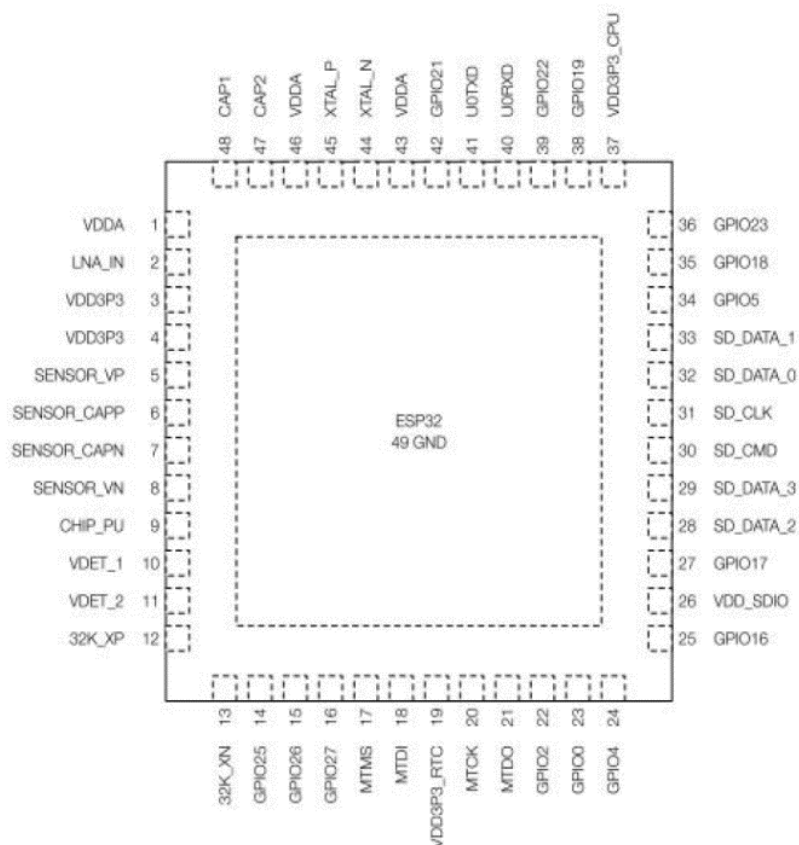 48 CAP1
47 CAP2
46 VDDA
45 XTAL_P
44 XTAL_N
43 VDDA
42 GPIO21
41 U0TXD
40 U0RXD
39 GPIO22
38 GPIO19
37 VDD3P3_CPU
VDDA 1
LNA_IN 2
VDD3P3 3
VDD3P3 4
SENSOR_VP 5
SENSOR_CAPP 6
SENSOR_CAPN 7
SENSOR_VN 8
CHIP_PU 9
VDET_1 10
VDET_2 11
32K_XP 12
ESP32
49 GND
36 GPIO23
35 GPIO18
34 GPIO5
33 SD_DATA_1
32 SD_DATA_0
31 SD_CLK
30 SD_CMD
29 SD_DATA_3
28 SD_DATA_2
27 GPIO17
26 VDD_SDIO
25 GPIO16
32K_XN 13
GPIO25 14
GPIO26 15
GPIO27 16
MTMS 17
MTDI 18
VDD3P3_RTC 19
MTCK 20
MTDO 21
GPIO2 22
GPIO0 23
GPIO4 24